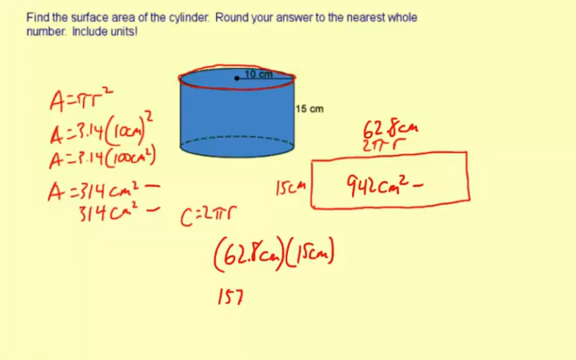 Find the surface area of the cylinder. Round your answer to the nearest whole
number. Include units!
10 cm
15 cm
A=πr²
A=3.14(10cm)²
A=3.14(100cm²)
A=314cm² –
314cm² –
C=2πr
62.8cm
2πr
15cm
942cm² –
(62.8cm)(15cm)
157